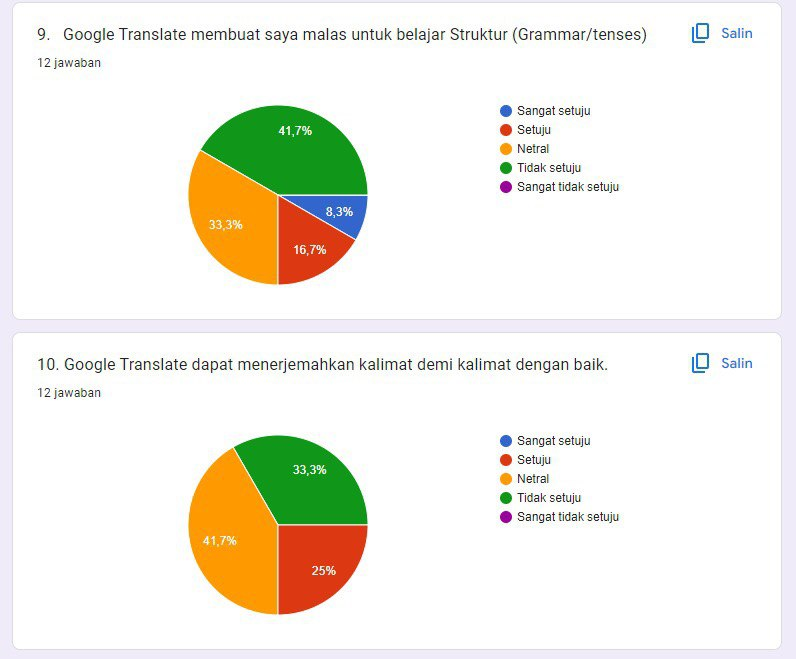 9. Google Translate membuat saya malas untuk belajar Struktur (Grammar/tenses)
Salin
12 jawaban
41,7%
33,3%
8,3%
16,7%
Sangat setuju
Setuju
Netral
Tidak setuju
Sangat tidak setuju
10. Google Translate dapat menerjemahkan kalimat demi kalimat dengan baik.
Salin
12 jawaban
33,3%
41,7%
25%
Sangat setuju
Setuju
Netral
Tidak setuju
Sangat tidak setuju